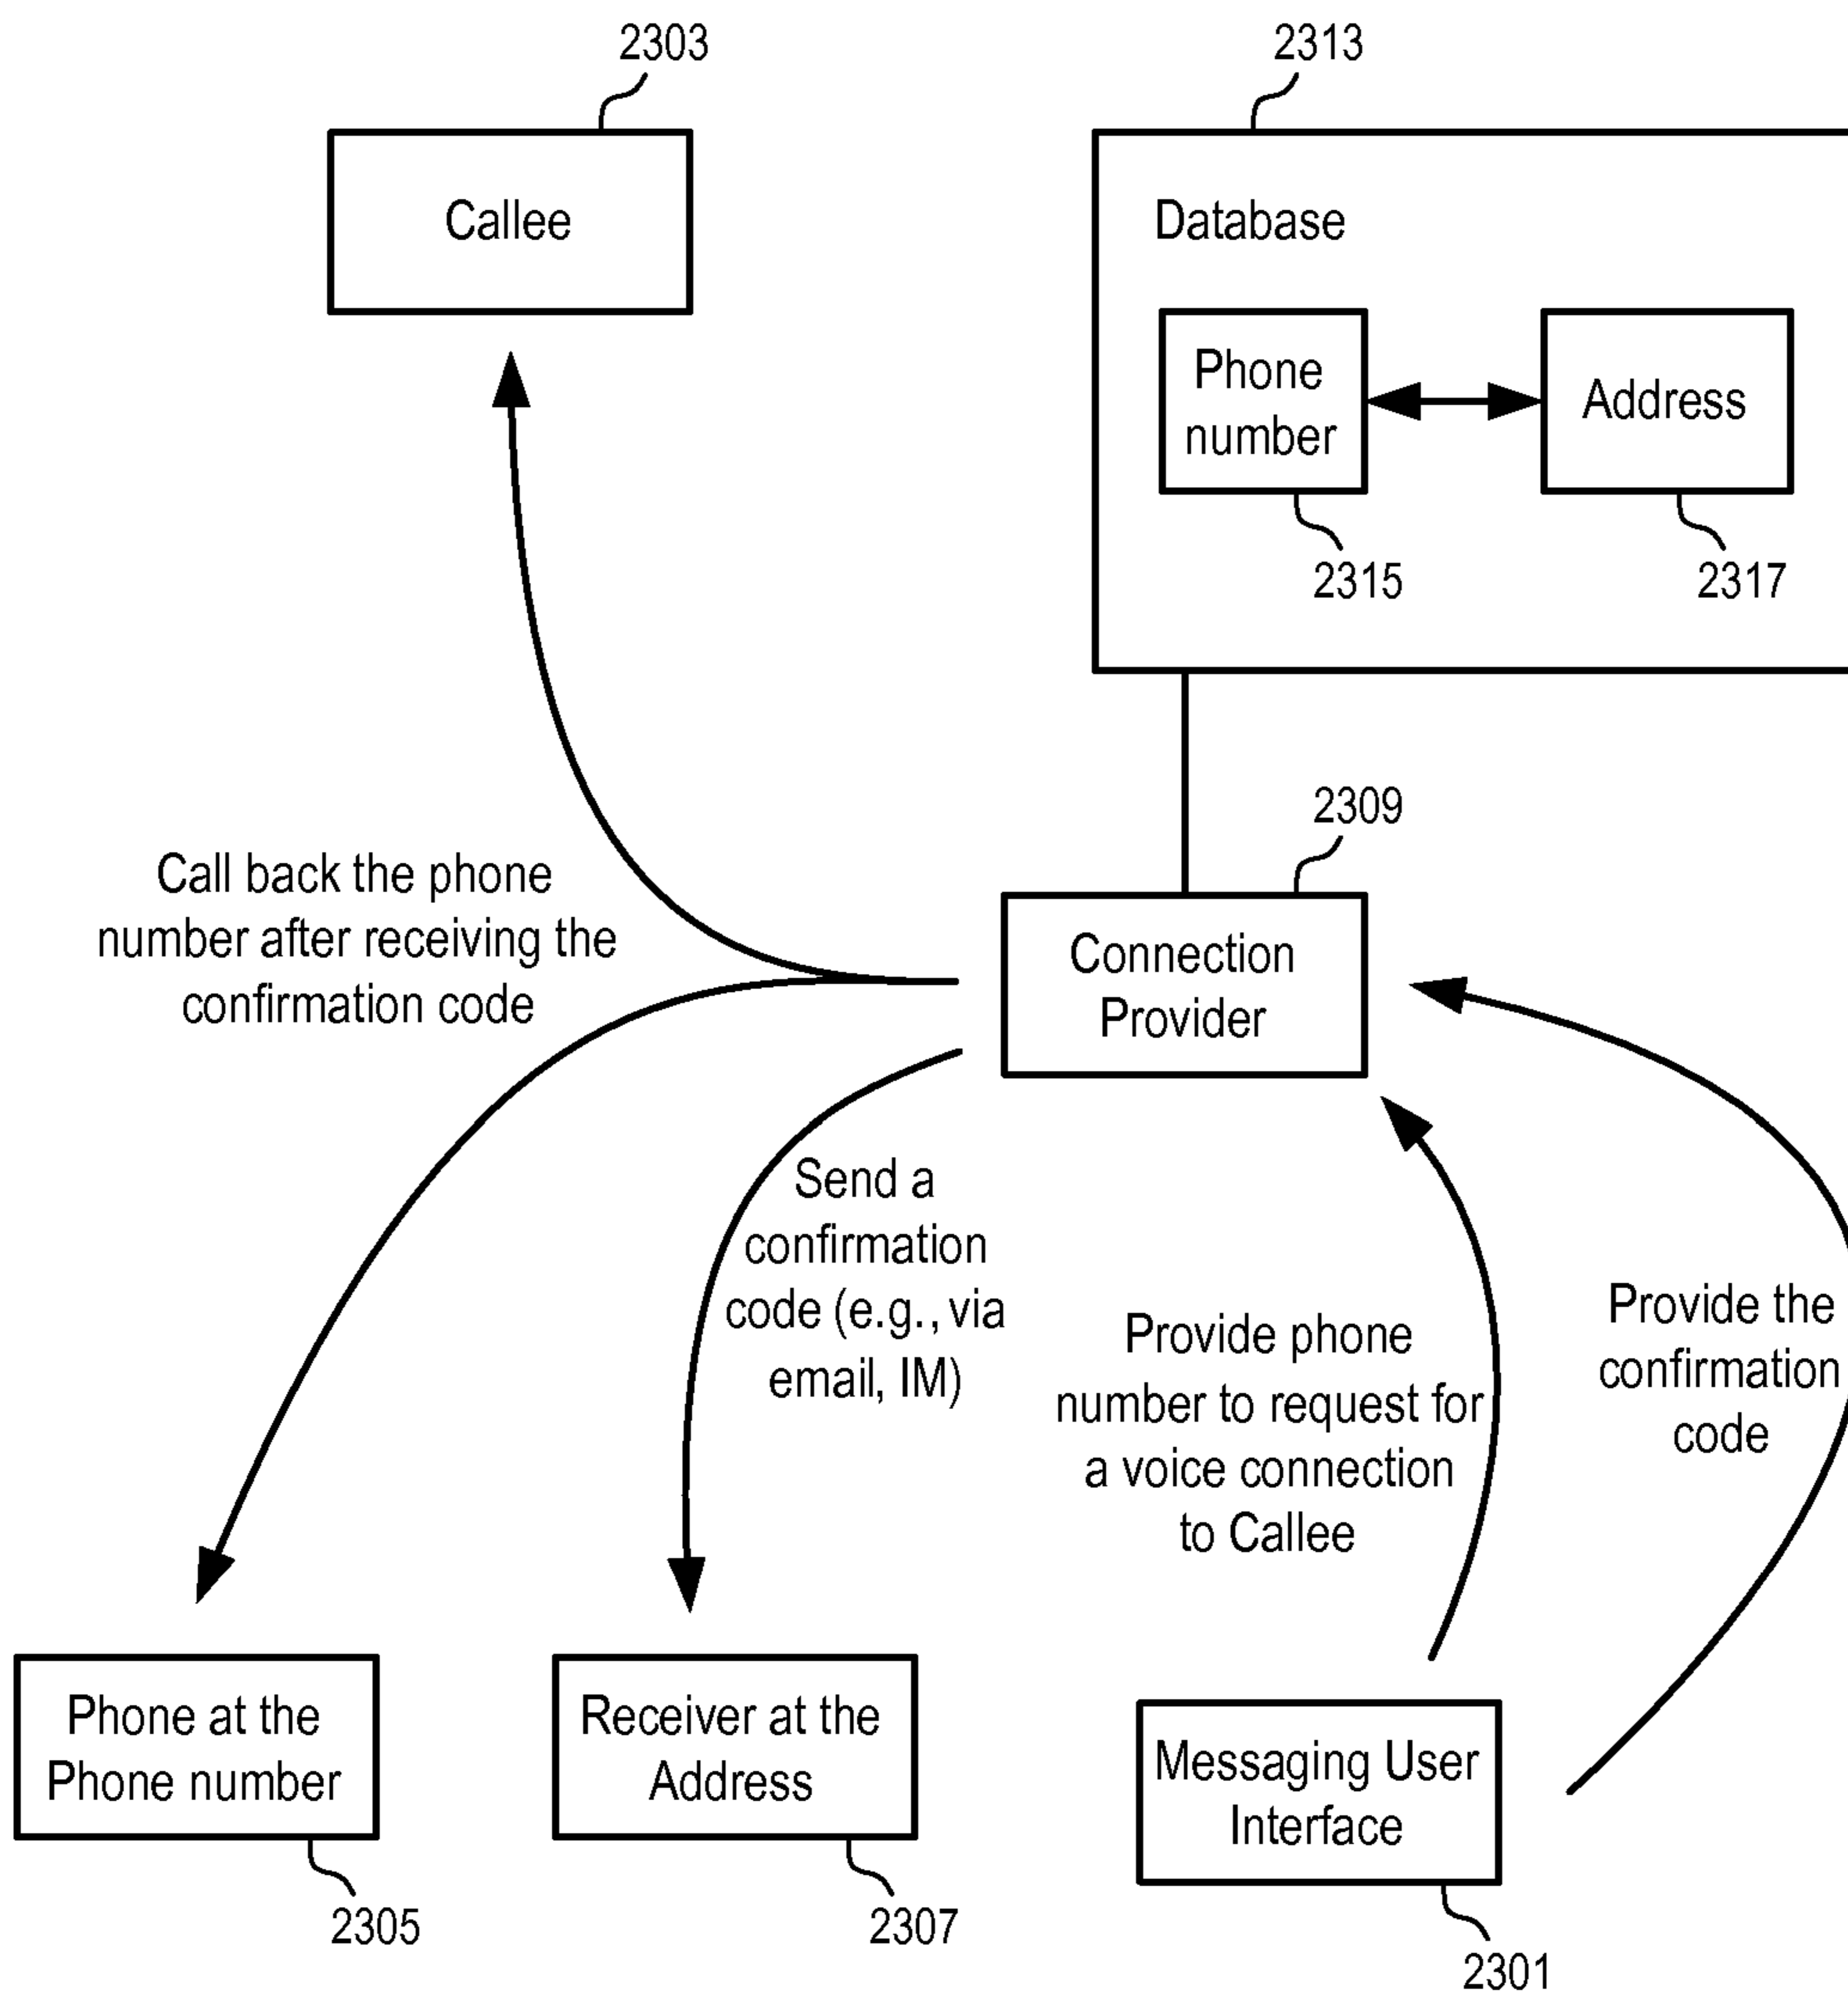 2303
2313
Callee
Database
Phone
number
Address
2315
2317
2309
Call back the phone
number after receiving the
confirmation code
Connection
Provider
Send a
confirmation
code (e.g., via
email, IM)
Provide phone
number to request for
a voice connection
to Callee
Provide the
confirmation
code
Phone at the
Phone number
Receiver at the
Address
Messaging User
Interface
2305
2307
2301